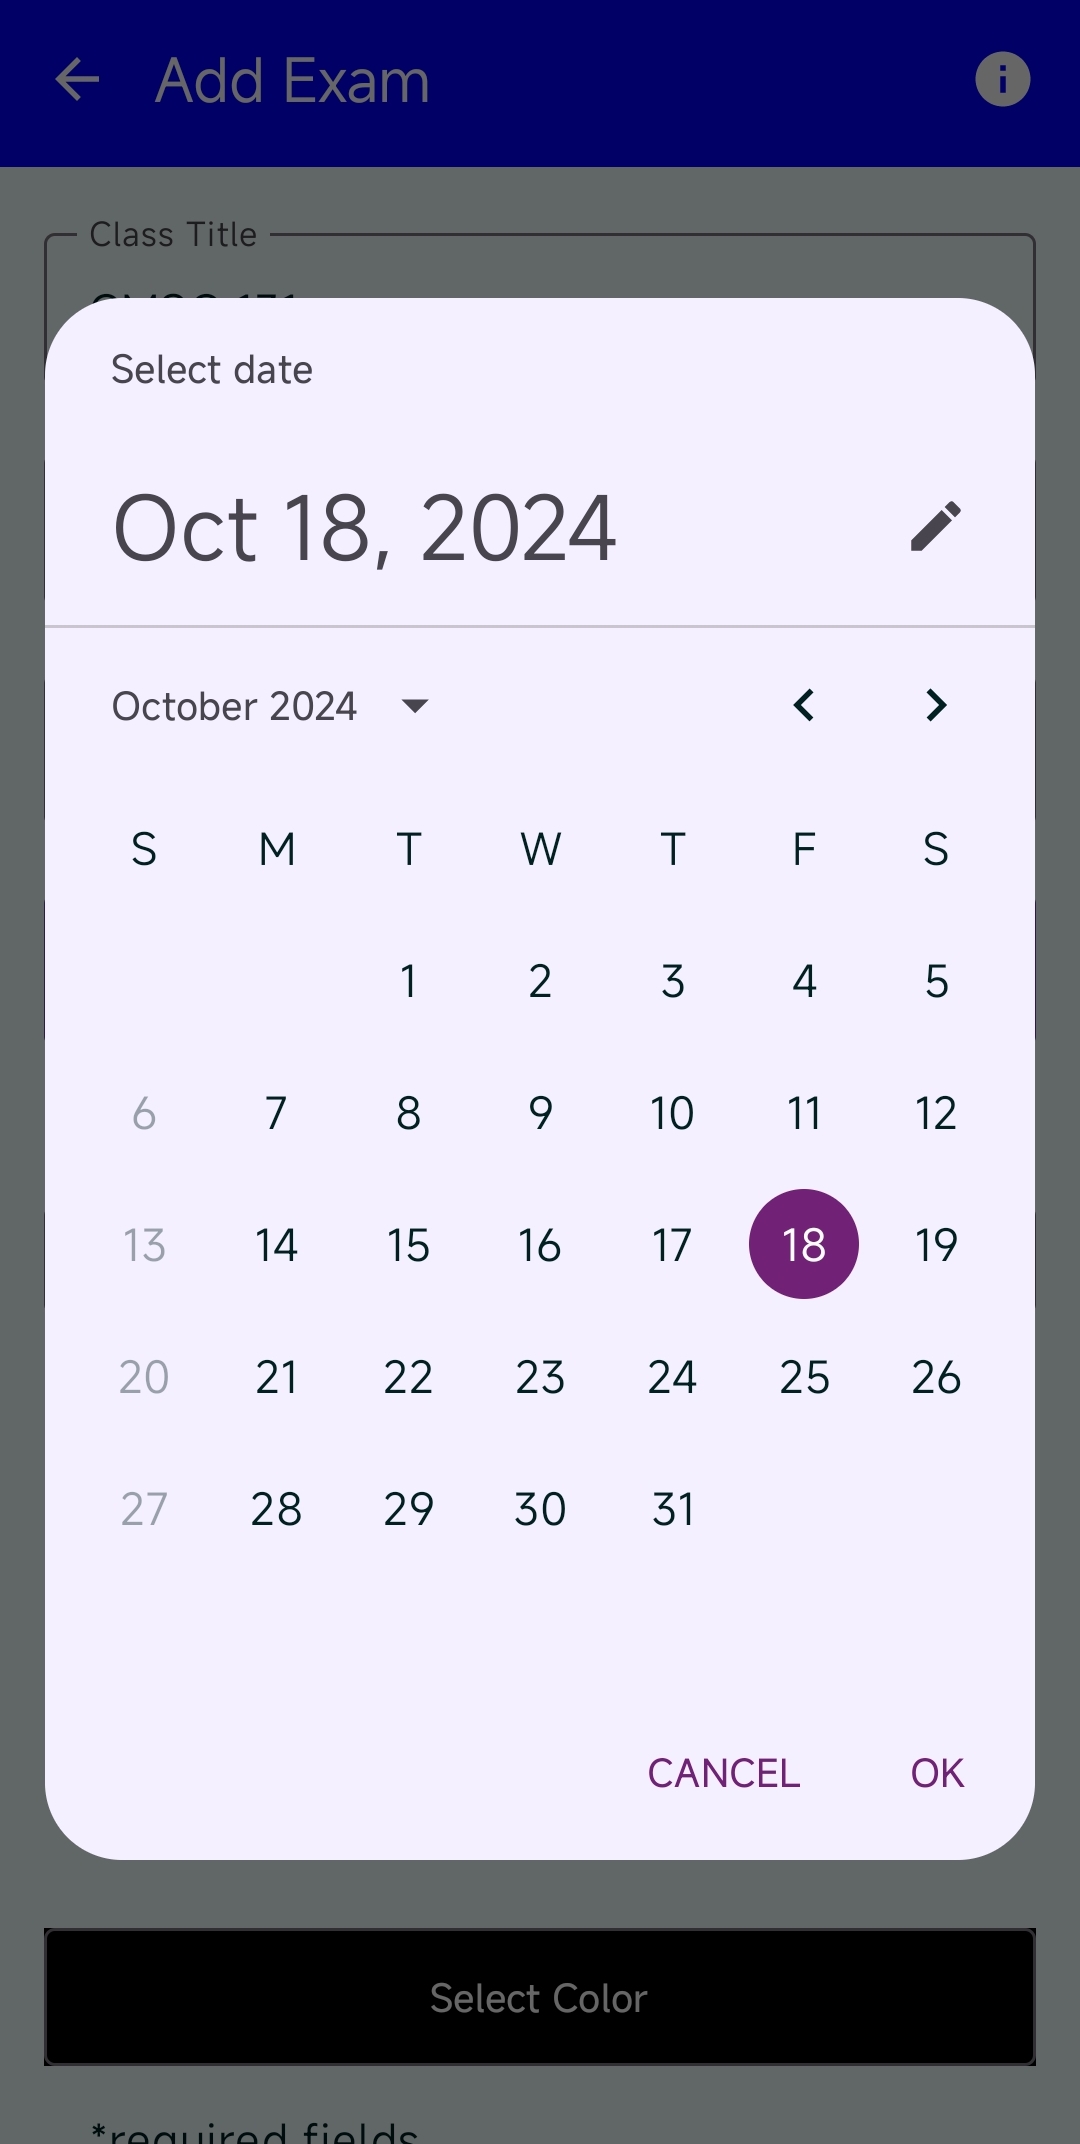 Add Exam
Class Title
Select date
Oct 18, 2024
October 2024
S M T W T F S
1 2 3 4 5
6 7 8 9 10 11 12
13 14 15 16 17 18 19
20 21 22 23 24 25 26
27 28 29 30 31
CANCEL OK
Select Color
*required fields